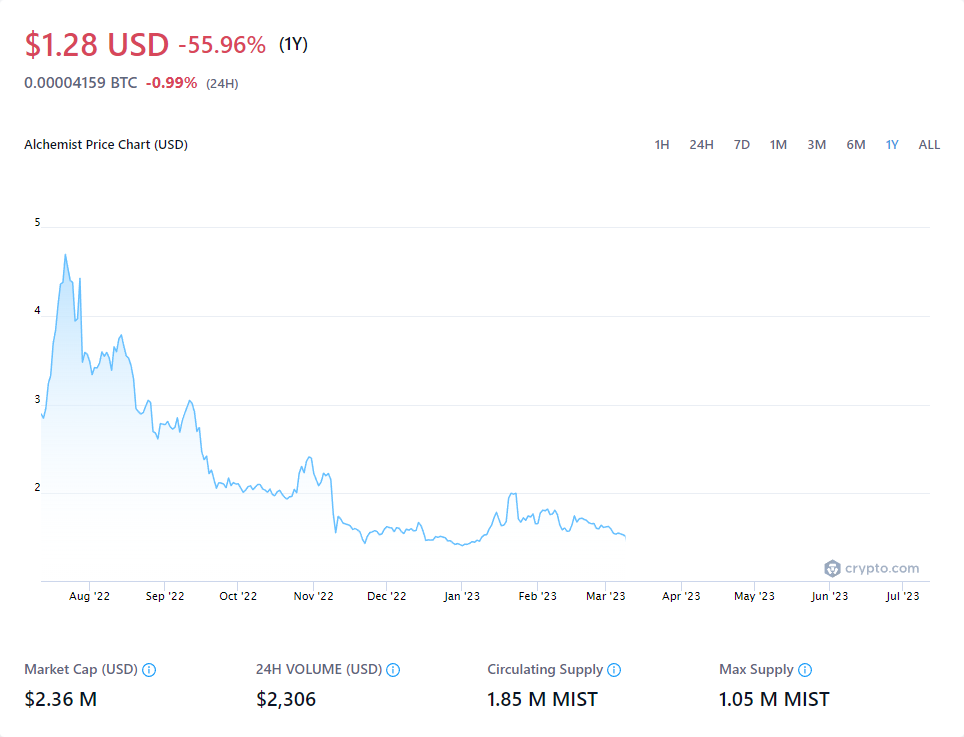 $1.28 USD -55.96% (1Y)
0.00004159 BTC -0.99% (24H)
Alchemist Price Chart (USD) 1H 24H 7D 1M 3M 6M 1Y ALL
5
4
3
2
crypto.com
Aug '22 Sep '22 Oct '22 Nov '22 Dec '22 Jan '23 Feb '23 Mar '23 Apr '23 May '23 Jun '23 Jul '23
Market Cap (USD) 24H VOLUME (USD) Circulating Supply Max Supply
$2.36 M $2,306 1.85 M MIST 1.05 M MIST